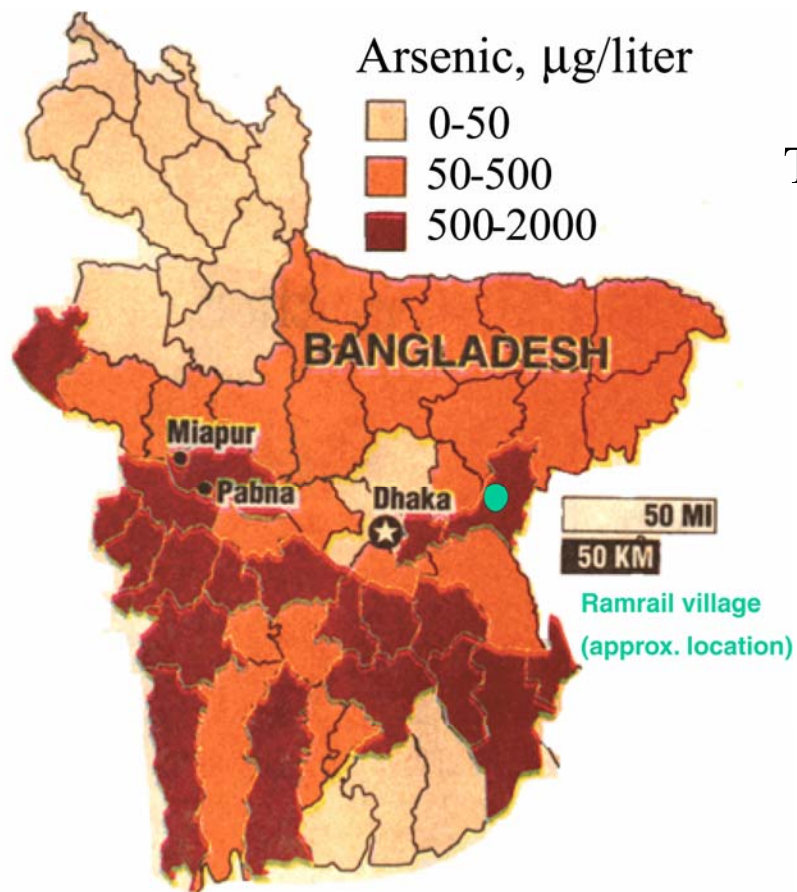 Arsenic, μg/liter
0-50
50-500
500-2000
T
BANGLADESH
Miapur
Pabna
Dhaka
50 MI
50 KM
Ramrail village
(approx. location)